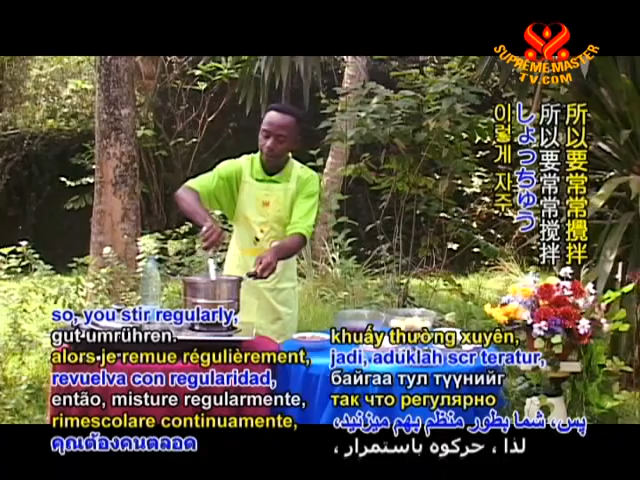 SUPREME MASTER
TV.COM
所以要常常攪拌
所以要常常搅拌
しょっちゅう
이렇게 자주
so, you stir regularly,
gut umrühren.
alors je remue régulièrement,
revuelva con regularidad,
então, misture regularmente,
rimescolare continuamente,
คุณต้องคนตลอด
khuấy thường xuyên,
jadi, aduklah scr teratur,
байгаа тул түүнийг
так что регулярно
پس، شما بطور منظم بهم میزنید،
لذا ، حركوه باستمرار ،